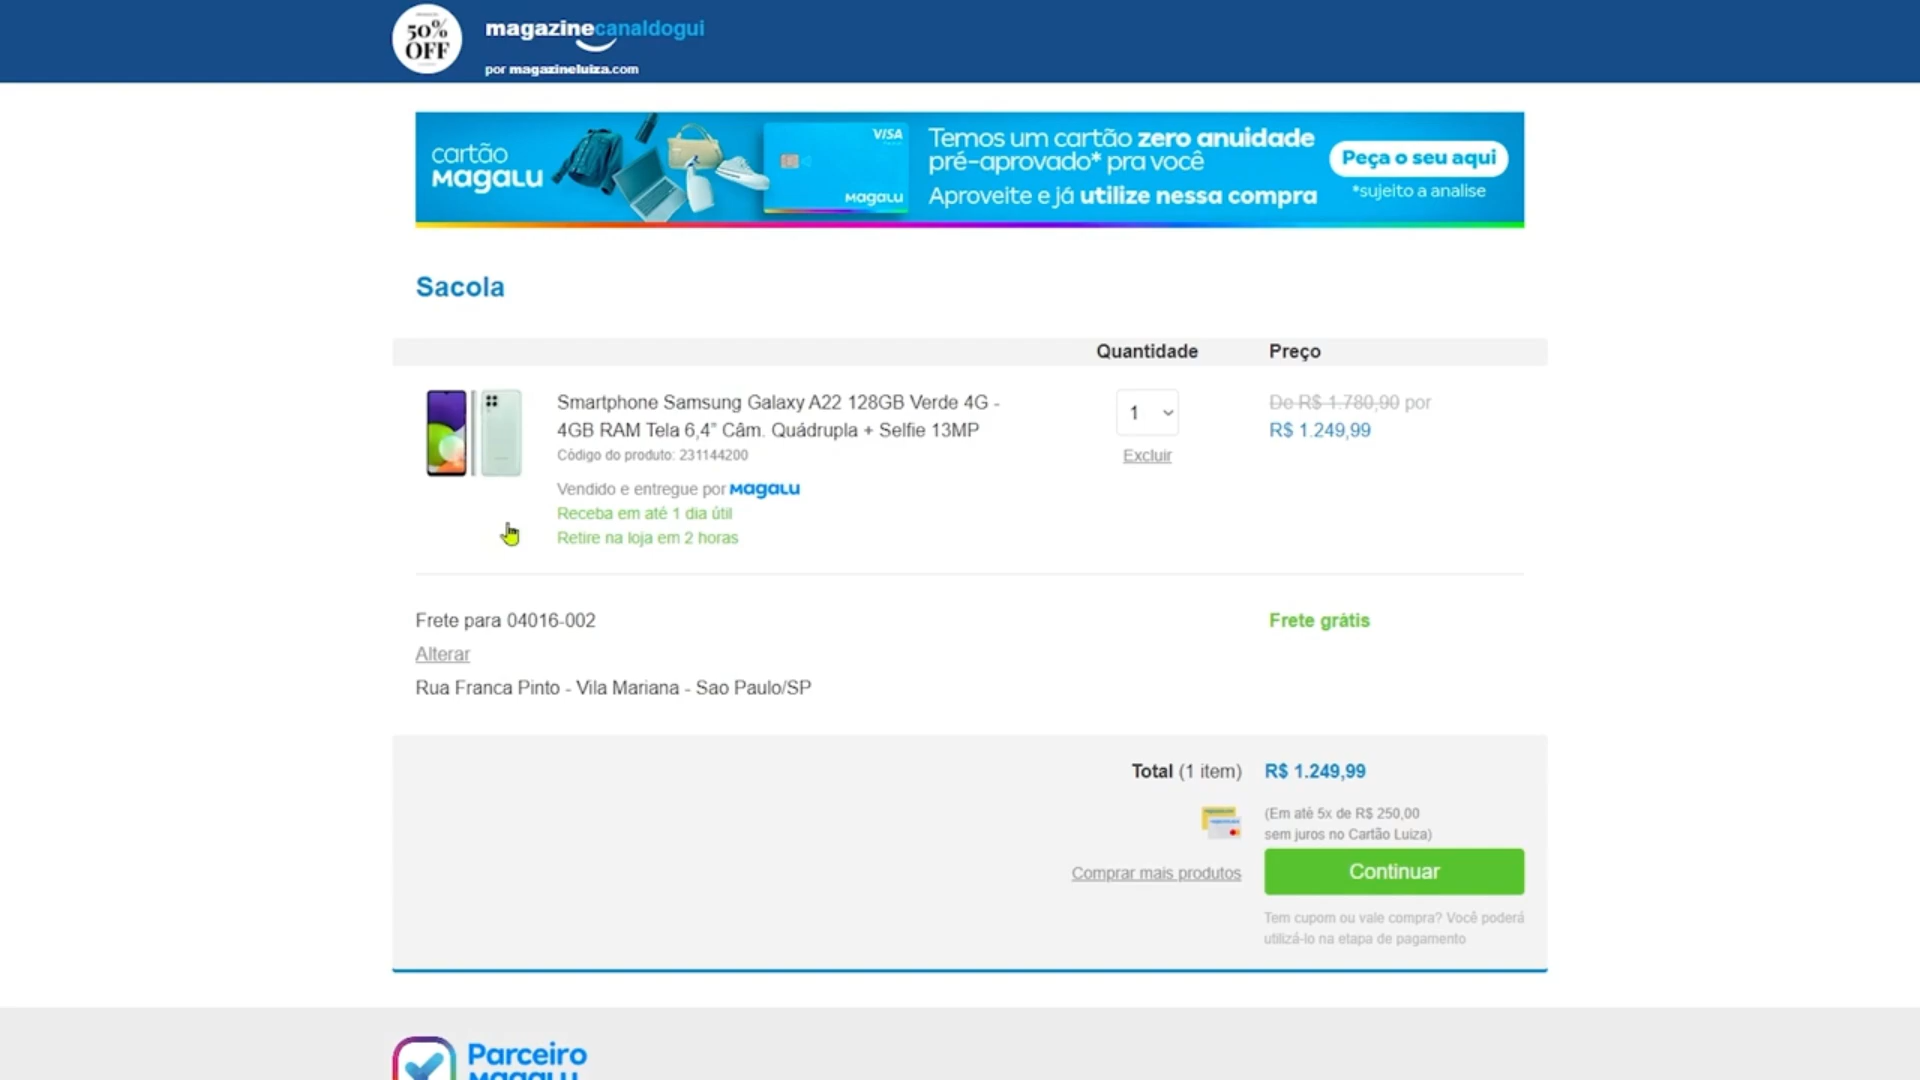 50%
OFF
magazinecanaldogui
por magazineluiza.com
cartão
magalu
VISA
magalu
Temos um cartão zero anuidade
pré-aprovado* pra você
Aproveite e já utilize nessa compra
Peça o seu aqui
*sujeito a analise
Sacola
Quantidade Preço
Smartphone Samsung Galaxy A22 128GB Verde 4G -
4GB RAM Tela 6,4" Câm. Quádrupla + Selfie 13MP
Código do produto: 231144200
Vendido e entregue por magalu
Receba em até 1 dia útil
Retire na loja em 2 horas
1
Excluir
De R$ 1.780,90 por
R$ 1.249,99
Frete para 04016-002
Frete grátis
Alterar
Rua Franca Pinto - Vila Mariana - Sao Paulo/SP
Total (1 item) R$ 1.249,99
(Em até 5x de R$ 250,00
sem juros no Cartão Luiza)
Comprar mais produtos
Continuar
Tem cupom ou vale compra? Você poderá
utilizá-lo na etapa de pagamento
Parceiro
magalu